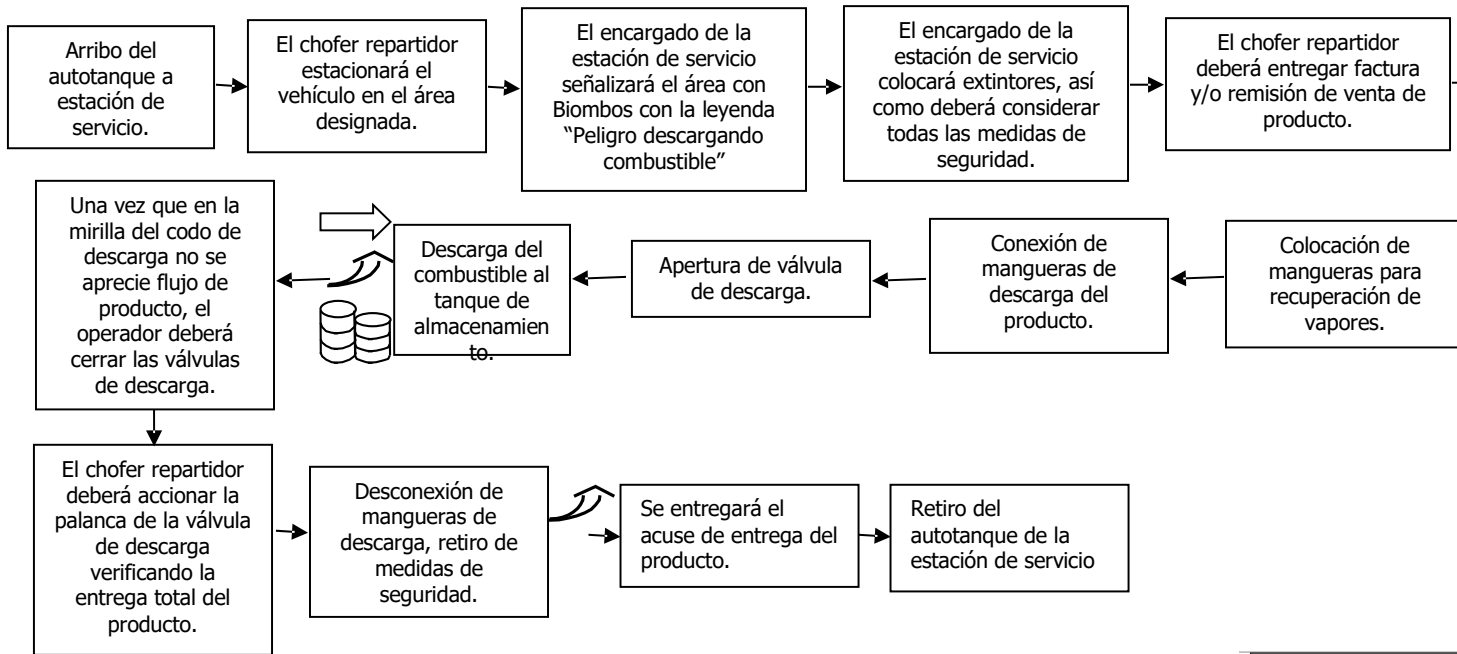 Arribo del
autotanque a
estación de
servicio.
El chofer repartidor
estacionará el
vehículo en el área
designada.
El encargado de la
estación de servicio
señalizará el área con
Biombos con la leyenda
“Peligro descargando
combustible”
El encargado de la
estación de servicio
colocará extintores, así
como deberá considerar
todas las medidas de
seguridad.
El chofer repartidor
deberá entregar factura
y/o remisión de venta de
producto.
Colocación de
mangueras para
recuperación de
vapores.
Conexión de
mangueras de
descarga del
producto.
Apertura de válvula
de descarga.
Descarga del
combustible al
tanque de
almacenamien
to.
Una vez que en la
mirilla del codo de
descarga no se
aprecie flujo de
producto, el
operador deberá
cerrar las válvulas
de descarga.
El chofer repartidor
deberá accionar la
palanca de la válvula
de descarga
verificando la
entrega total del
producto.
Desconexión de
mangueras de
descarga, retiro de
medidas de
seguridad.
Se entregará el
acuse de entrega del
producto.
Retiro del
autotanque de la
estación de servicio